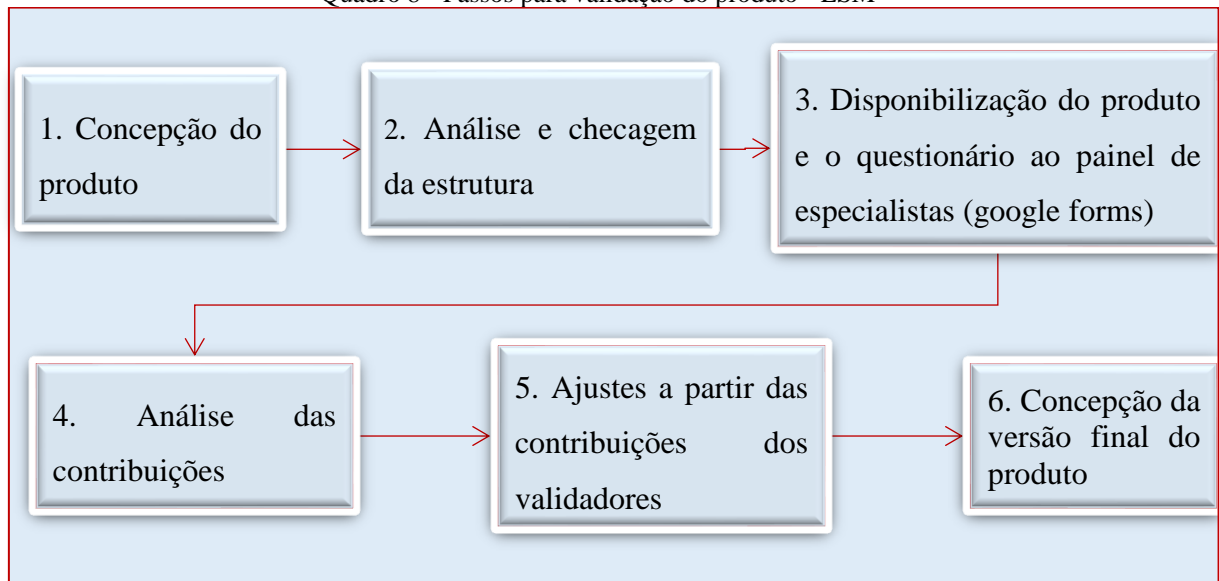 Quadro 8 - Passos para validação do produto - ESM
1. Concepção do
produto
2. Análise e checagem
da estrutura
3. Disponibilização do produto
e o questionário ao painel de
especialistas (google forms)
4. Análise das
contribuições
5. Ajustes a partir das
contribuições dos
validadores
6. Concepção da
versão final do
produto